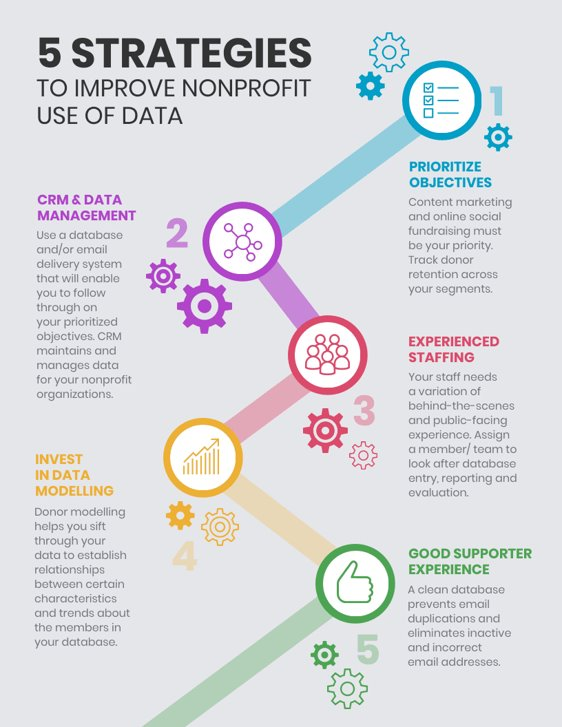 5 STRATEGIES
TO IMPROVE NONPROFIT
USE OF DATA
1
PRIORITIZE
OBJECTIVES
Content marketing
and online social
fundraising must
be your priority.
Track donor
retention across
your segments.
CRM & DATA
MANAGEMENT
2
Use a database
and/or email
delivery system
that will enable
you to follow
through on
your prioritized
objectives. CRM
maintains and
manages data
for your nonprofit
organizations.
EXPERIENCED
STAFFING
3
Your staff needs
a variation of
behind-the-scenes
and public-facing
experience. Assign
a member/ team to
look after database
entry, reporting and
evaluation.
INVEST
IN DATA
MODELLING
4
Donor modelling
helps you sift
through your
data to establish
relationships
between certain
characteristics
and trends about
the members in
your database.
GOOD SUPPORTER
EXPERIENCE
5
A clean database
prevents email
duplications and
eliminates inactive
and incorrect
email addresses.